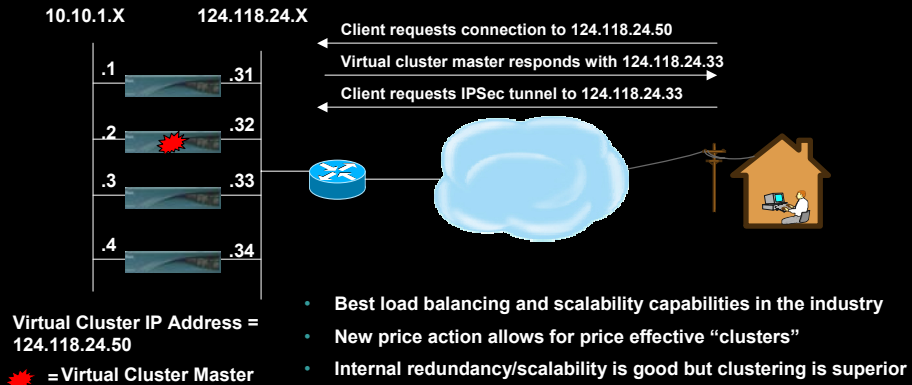 10.10.1.X
124.118.24.X
Client requests connection to 124.118.24.50
Virtual cluster master responds with 124.118.24.33
Client requests IPSec tunnel to 124.118.24.33
.1
.31
.2
.32
.3
.33
.4
.34
Virtual Cluster IP Address =
124.118.24.50
= Virtual Cluster Master
• Best load balancing and scalability capabilities in the industry
• New price action allows for price effective “clusters”
• Internal redundancy/scalability is good but clustering is superior